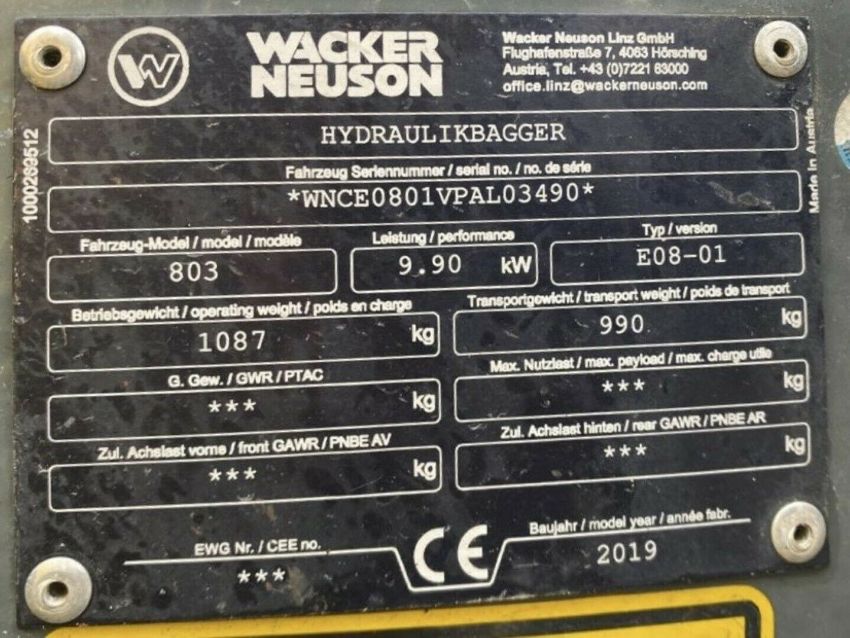 WACKER
NEUSON
Wacker Neuson Linz GmbH
Flughafenstraße 7, 4063 Hörsching
Austria, Tel. +43 (0)7221 63000
office.linz@wackerneuson.com
HYDRAULIKBAGGER
1000269512
Made in Austria
Fahrzeug Seriennummer / serial no. / no. de série
*WNCE0801VPAL03490*
Fahrzeug-Model / model / modèle
803
Leistung / performance
9.90 kW
Typ / version
E08-01
Betriebsgewicht / operating weight / poids en charge
1087 kg
Transportgewicht / transport weight / poids de transport
990 kg
G. Gew. / GWR / PTAC
*** kg
Max. Nutzlast / max. payload / max. charge utile
*** kg
Zul. Achslast vorne / front GAWR / PNBE AV
*** kg
Zul. Achslast hinten / rear GAWR / PNBE AR
*** kg
EWG Nr. / CEE no.
***
CE
Baujahr / model year / année fabr.
2019